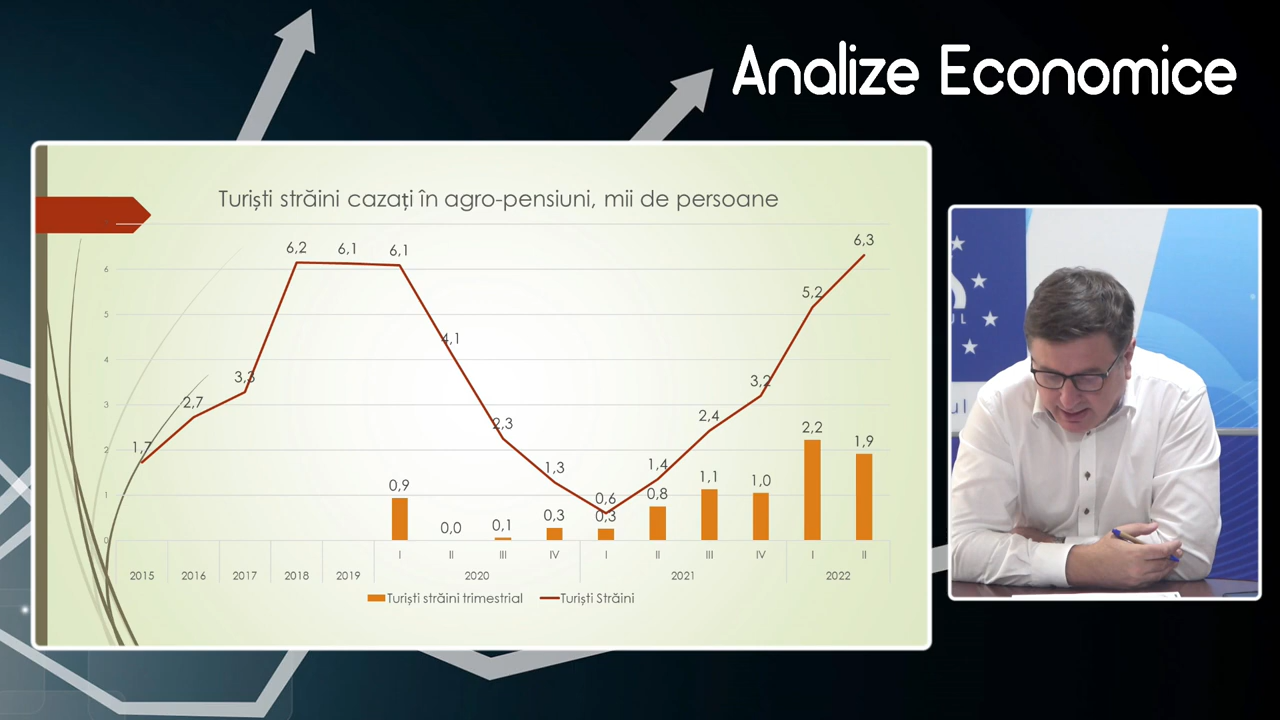 Analize Economice
Turiști străini cazați în agro-pensiuni, mii de persoane
6,2 6,1 6,1 6,3
6
5,2
5
4,1
4
3,3 3,2
3
2,7 2,3 2,4 2,2
1,7 1,9
2
1,3 1,4 1,1 1,0
1
0,9 0,0 0,1 0,3 0,6 0,3 0,8
0
I II III IV I II III IV I II
2015 2016 2017 2018 2019 2020 2021 2022
Turiști străini trimestrial Turiști Străini
UL
ul